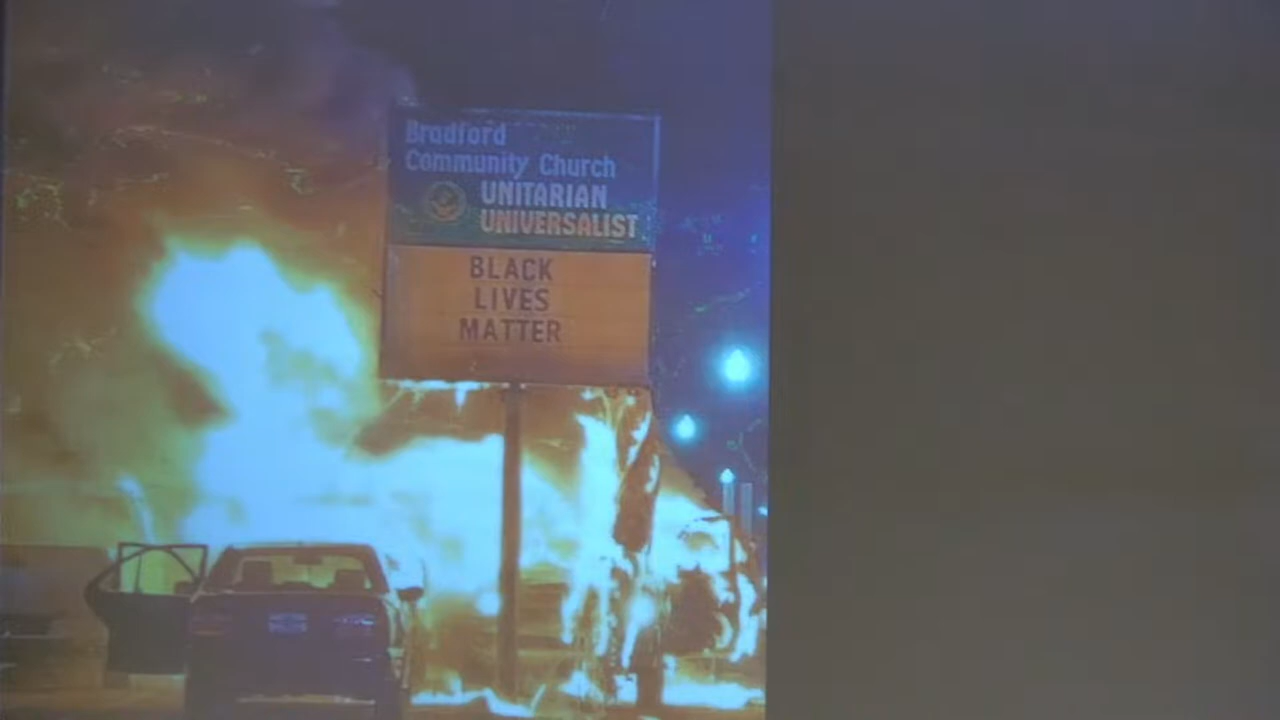 Bradford
Community Church
UNITARIAN
UNIVERSALIST
BLACK
LIVES
MATTER